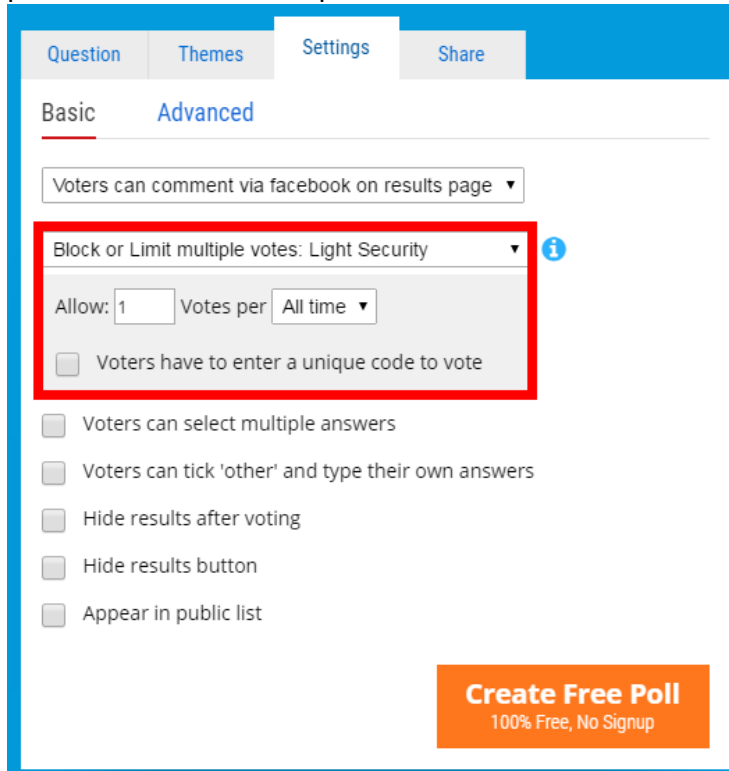 Question Themes Settings Share
Basic Advanced
Voters can comment via facebook on results page
Block or Limit multiple votes: Light Security
Allow: 1 Votes per All time
Voters have to enter a unique code to vote
Voters can select multiple answers
Voters can tick 'other' and type their own answers
Hide results after voting
Hide results button
Appear in public list
Create Free Poll
100% Free, No Signup